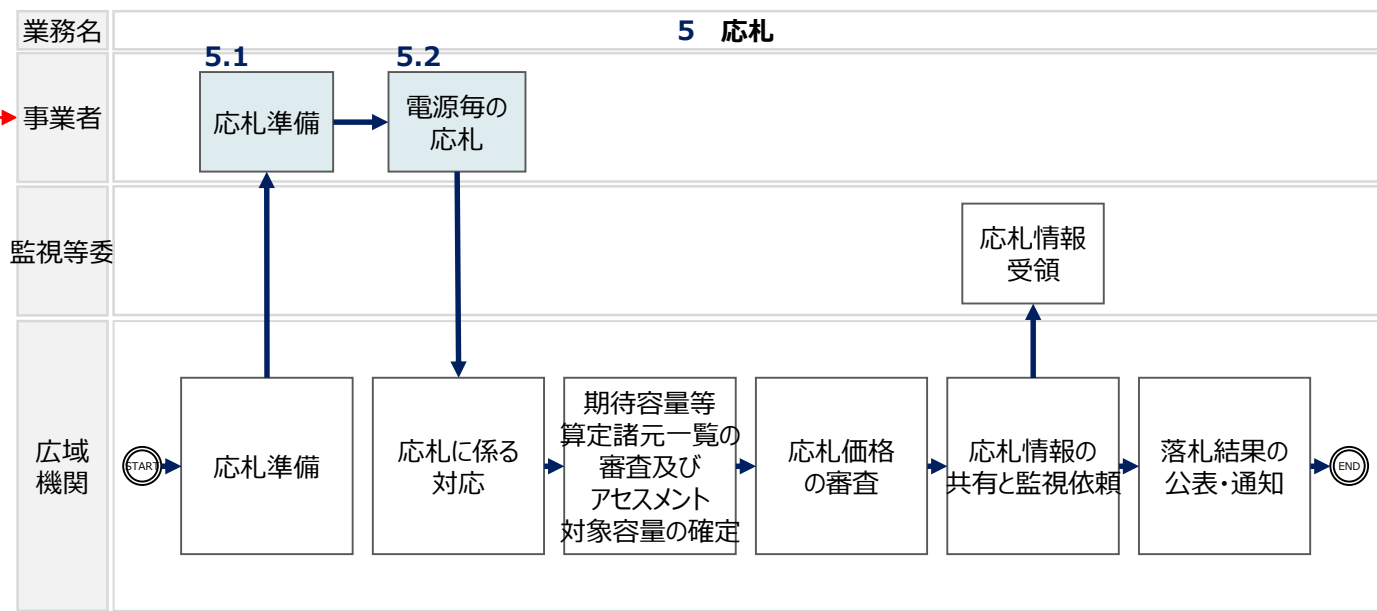 業務名
5 応札
事業者
5.1
応札準備
5.2
電源毎の
応札
監視等委
応札情報
受領
広域
機関
START
応札準備
応札に係る
対応
期待容量等
算定諸元一覧の
審査及び
アセスメント
対象容量の確定
応札価格
の審査
応札情報の
共有と監視依頼
落札結果の
公表・通知
END